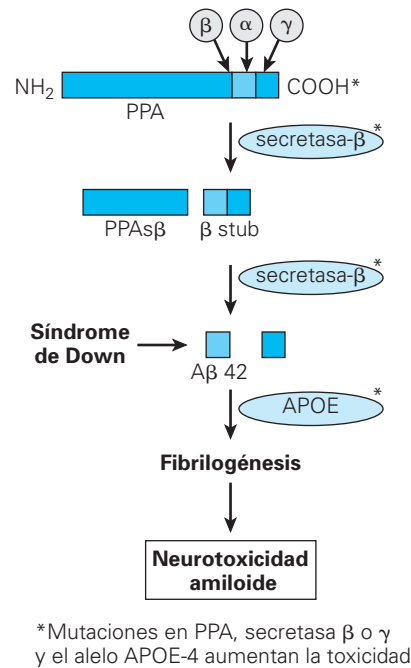 β α γ
NH₂ COOH*
PPA
secretasa-β *
PPAsβ β stub
secretasa-β *
Síndrome
de Down
Aβ 42
APOE *
Fibrilogénesis
Neurotoxicidad
amiloide
*Mutaciones en PPA, secretasa β o γ
y el alelo APOE-4 aumentan la toxicidad